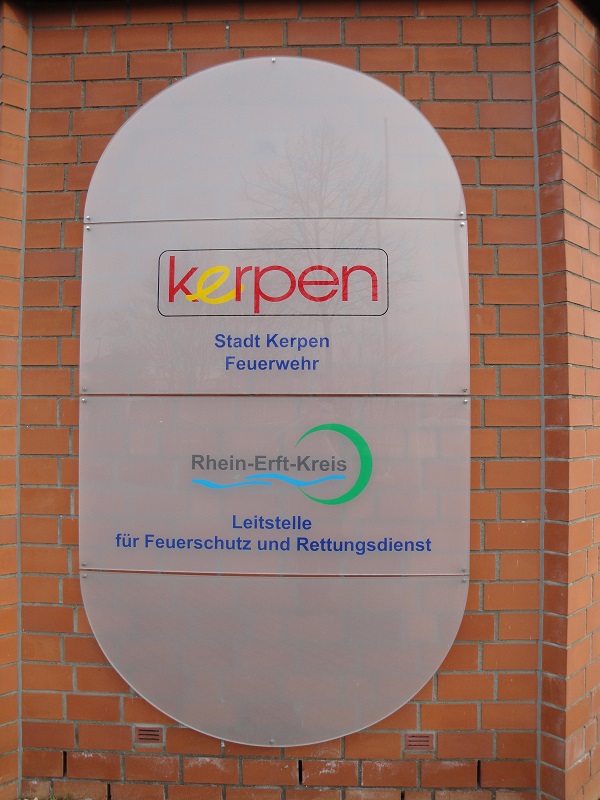 kerpen
Stadt Kerpen
Feuerwehr
Rhein-Erft-Kreis
Leitstelle
für Feuerschutz und Rettungsdienst